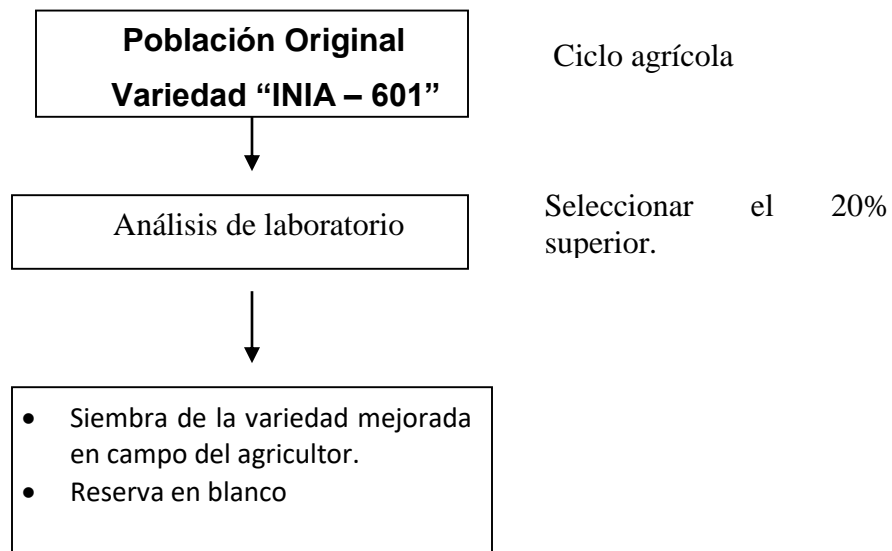 Población Original
Variedad “INIA – 601”
Ciclo agrícola
Análisis de laboratorio
Seleccionar el 20%
superior.
• Siembra de la variedad mejorada
en campo del agricultor.
• Reserva en blanco